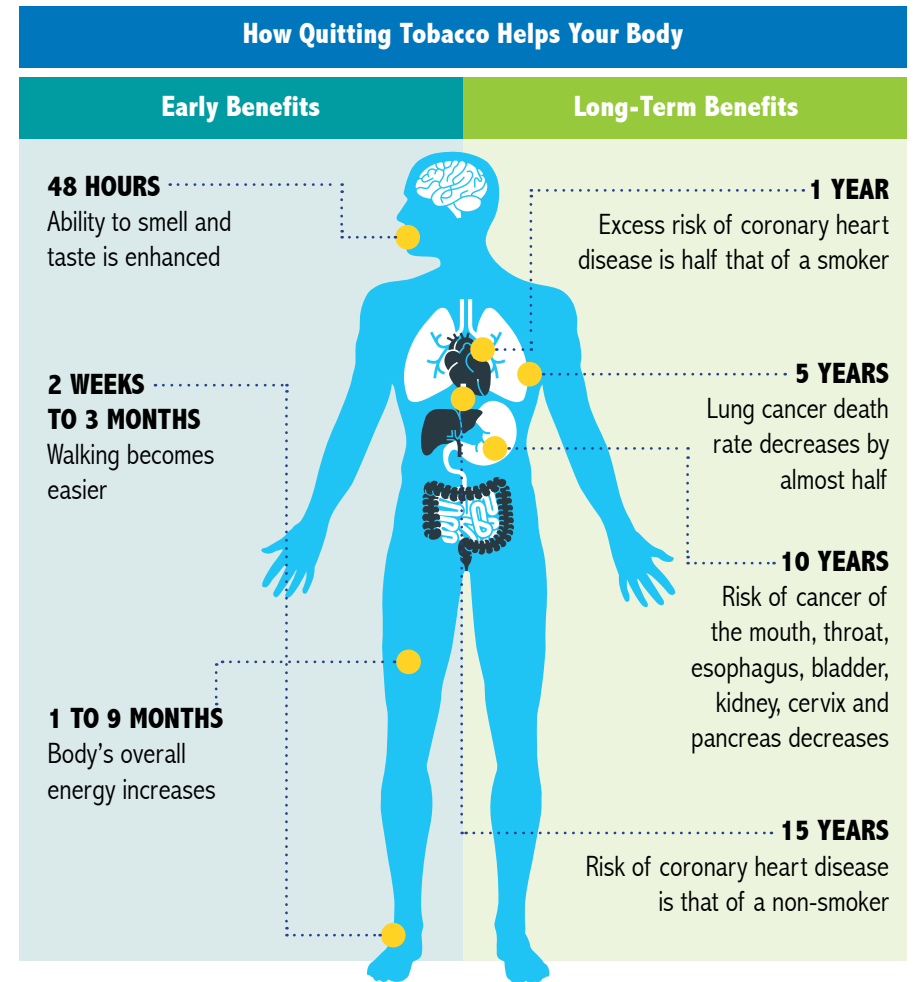 How Quitting Tobacco Helps Your Body
Early Benefits
48 HOURS
Ability to smell and
taste is enhanced
2 WEEKS
TO 3 MONTHS
Walking becomes
easier
1 TO 9 MONTHS
Body’s overall
energy increases
Long-Term Benefits
1 YEAR
Excess risk of coronary heart
disease is half that of a smoker
5 YEARS
Lung cancer death
rate decreases by
almost half
10 YEARS
Risk of cancer of
the mouth, throat,
esophagus, bladder,
kidney, cervix and
pancreas decreases
15 YEARS
Risk of coronary heart disease
is that of a non-smoker